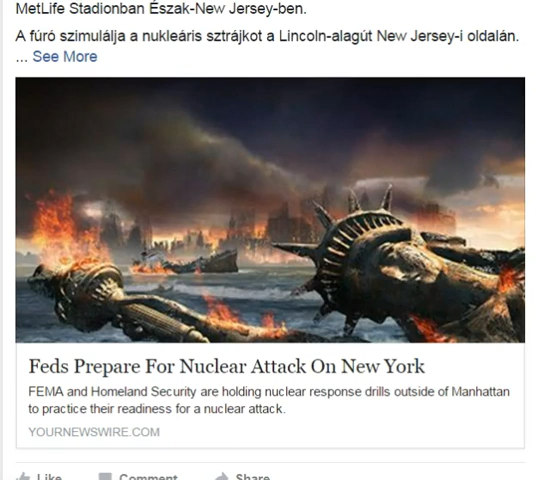 MetLife Stadionban Észak-New Jersey-ben.
A fúró szimulálja a nukleáris sztrájkot a Lincoln-alagút New Jersey-i oldalán.
... See More
Feds Prepare For Nuclear Attack On New York
FEMA and Homeland Security are holding nuclear response drills outside of Manhattan
to practice their readiness for a nuclear attack.
YOURNEWSWIRE.COM
Like Comment Share